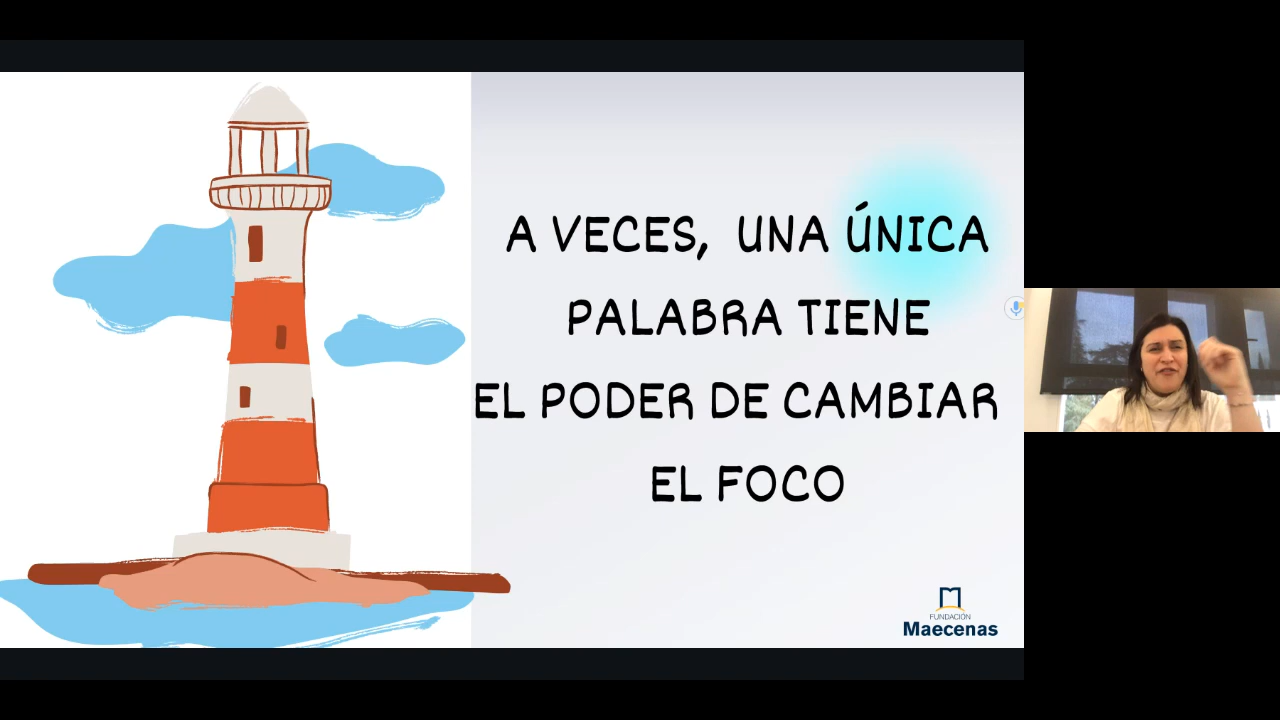 A VECES, UNA ÚNICA
PALABRA TIENE
EL PODER DE CAMBIAR
EL FOCO
FUNDACIÓN
Maecenas